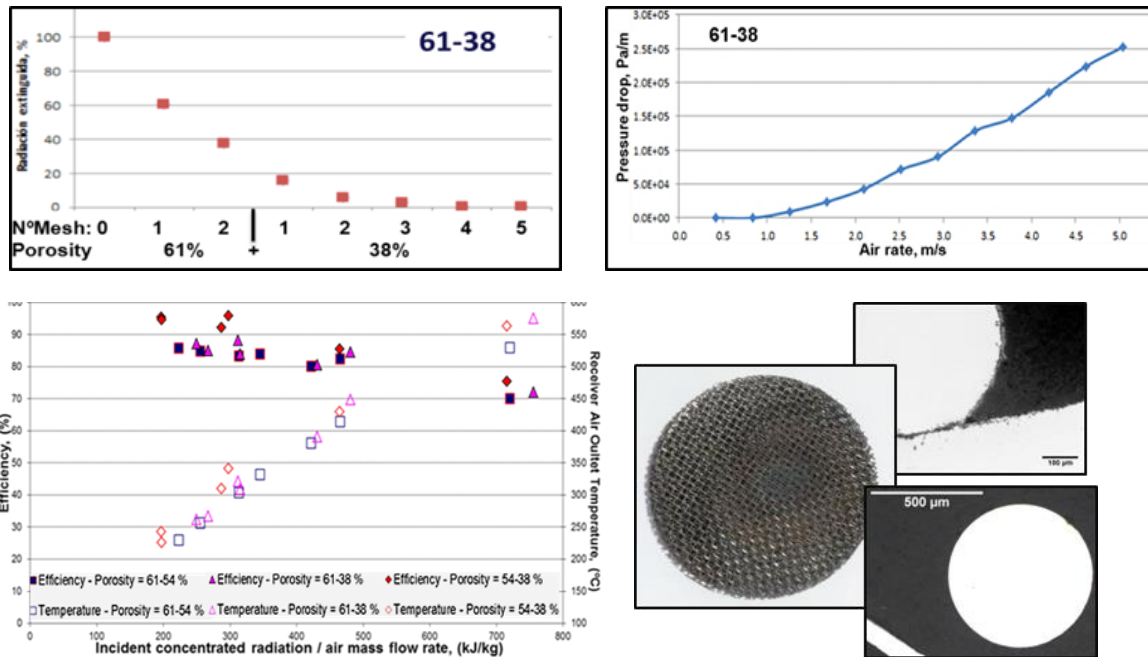 61-38
Radiación extinguida, %
100
80
60
40
20
0
NºMesh: 0 1 2 1 2 3 4 5
Porosity 61% + 38%
61-38
Pressure drop, Pa/m
3.0E+05
2.5E+05
2.0E+05
1.5E+05
1.0E+05
5.0E+04
0.0E+00
0.0 0.5 1.0 1.5 2.0 2.5 3.0 3.5 4.0 4.5 5.0
Air rate, m/s
Efficiency, (%)
100
90
80
70
60
50
40
30
20
10
0
600
550
500
450
400
350
300
250
200
150
100
Receiver Air Oultet Temperature, (ºC)
Efficiency - Porosity = 61-54 % Efficiency - Porosity = 61-38 % Efficiency - Porosity = 54-38 %
Temperature - Porosity = 61-54 % Temperature - Porosity = 61-38 % Temperature - Porosity = 54-38 %
0 100 200 300 400 500 600 700 800
Incident concentrated radiation / air mass flow rate, (kJ/kg)
100 µm
500 µm